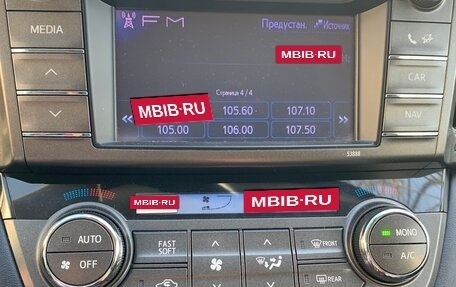 FM
Предустан.
Источник
MEDIA
MBIB-RU
CAR
Страница 4 / 4
MBIB-RU
105.60
107.10
NAV
105.00
106.00
107.50
53888
MBIB-RU
MBIB-RU
AUTO
OFF
FAST
SOFT
FRONT
REAR
MONO
A/C